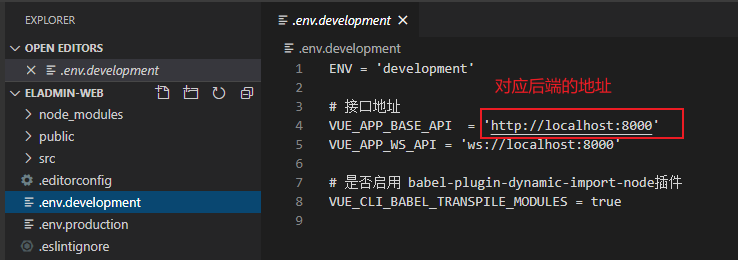 EXPLORER
OPEN EDITORS
.env.development
ELADMIN-WEB
node_modules
public
src
.editorconfig
.env.development
.env.production
.eslintignore
.env.development
.env.development
1 ENV = 'development'
2
对应后端的地址
3 # 接口地址
4 VUE_APP_BASE_API = 'http://localhost:8000'
5 VUE_APP_WS_API = 'ws://localhost:8000'
6
7 # 是否启用 babel-plugin-dynamic-import-node插件
8 VUE_CLI_BABEL_TRANSPILE_MODULES = true
9